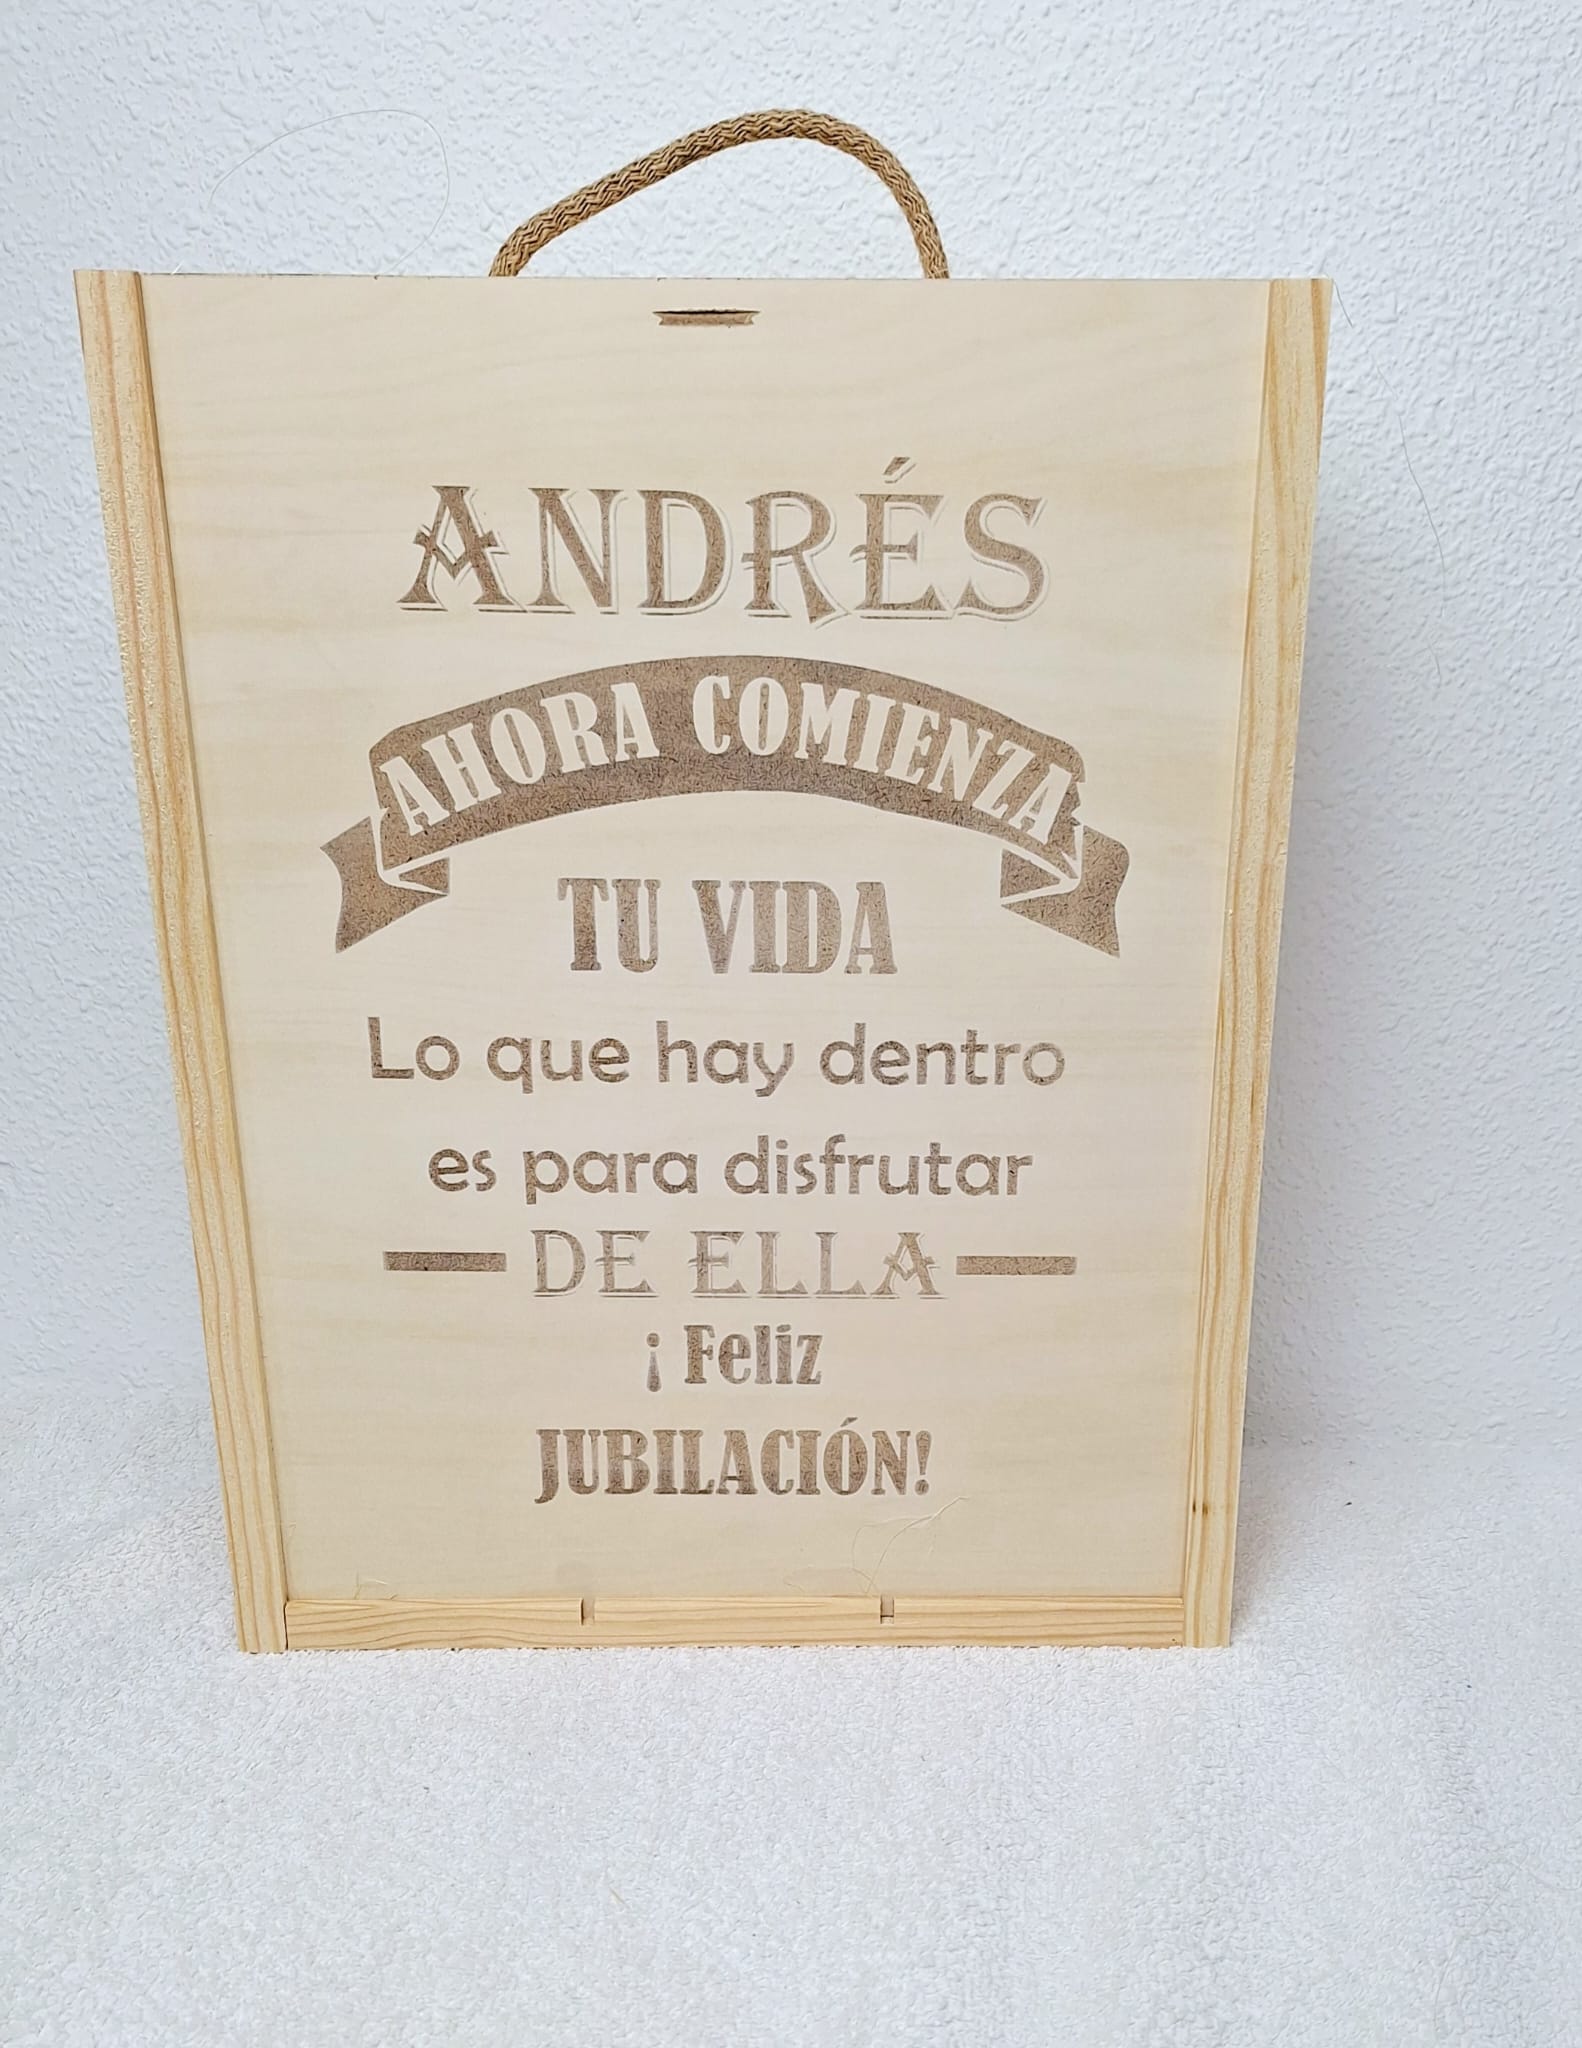 ANDRÉS
AHORA COMIENZA
TU VIDA
Lo que hay dentro
es para disfrutar
DE ELLA
¡ Feliz
JUBILACIÓN!